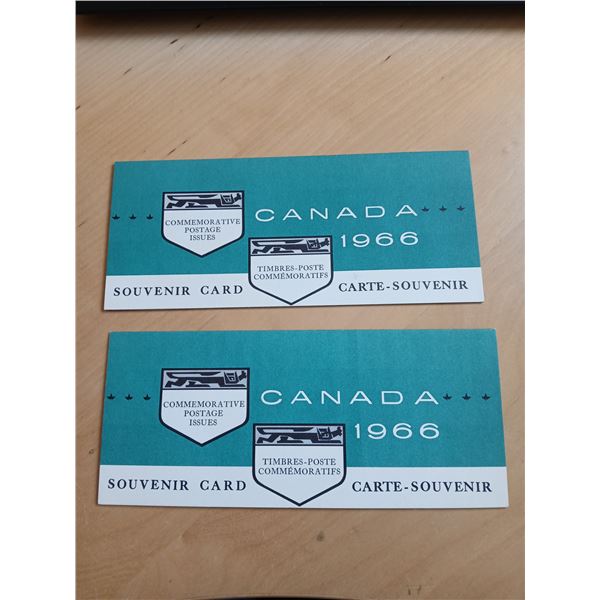 COMMEMORATIVE
POSTAGE
ISSUES
CANADA
1966
TIMBRES-POSTE
COMMÉMORATIFS
SOUVENIR CARD
CARTE-SOUVENIR
COMMEMORATIVE
POSTAGE
ISSUES
CANADA
1966
TIMBRES-POSTE
COMMÉMORATIFS
SOUVENIR CARD
CARTE-SOUVENIR